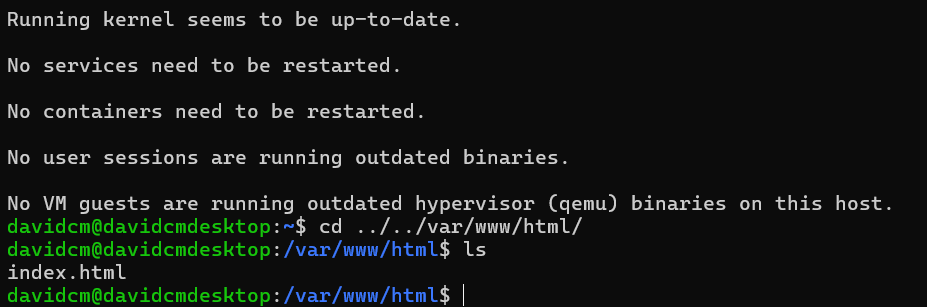 Running kernel seems to be up-to-date.
No services need to be restarted.
No containers need to be restarted.
No user sessions are running outdated binaries.
No VM guests are running outdated hypervisor (qemu) binaries on this host.
davidcm@davidcmdesktop:~$ cd ../../var/www/html/
davidcm@davidcmdesktop:/var/www/html$ ls
index.html
davidcm@davidcmdesktop:/var/www/html$